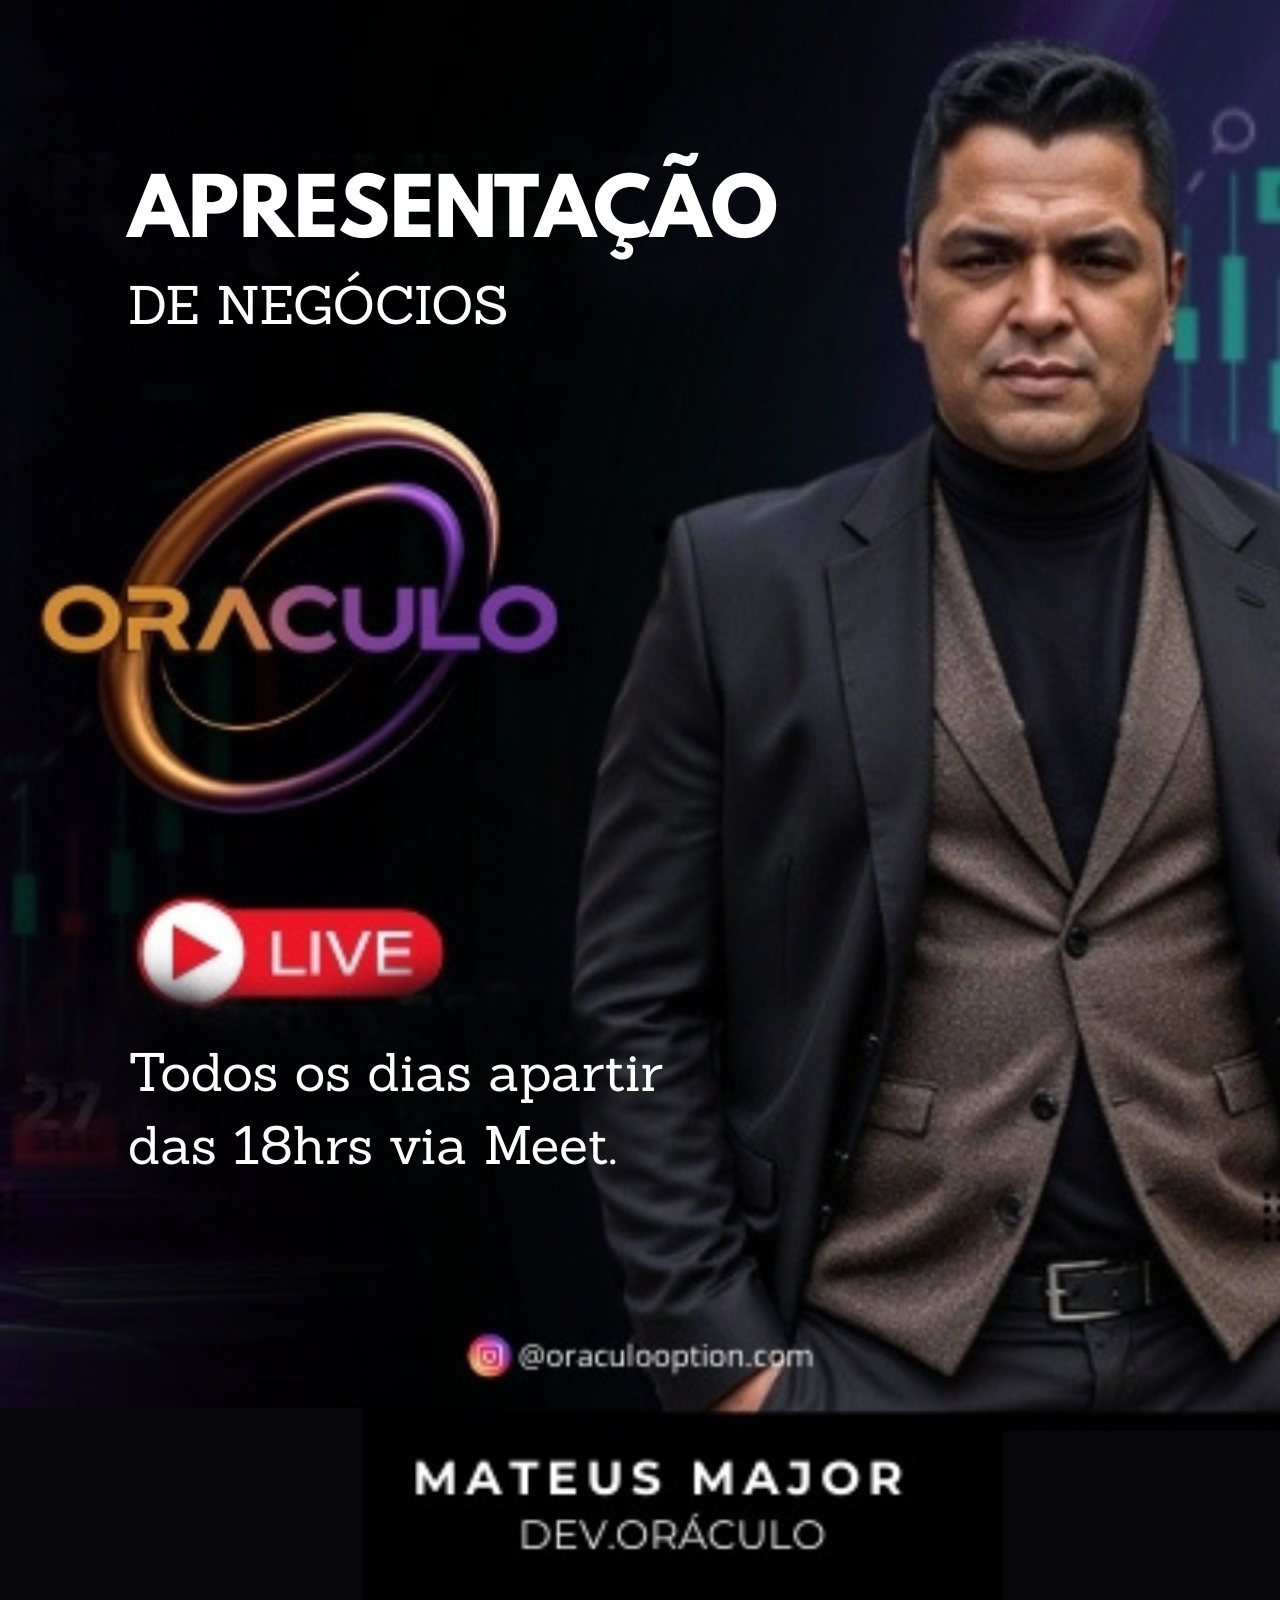 APRESENTAÇÃO
DE NEGÓCIOS
ORACULO
LIVE
Todos os dias apartir
das 18hrs via Meet.
27
@oraculooption.com
MATEUS MAJOR
DEV.ORÁCULO